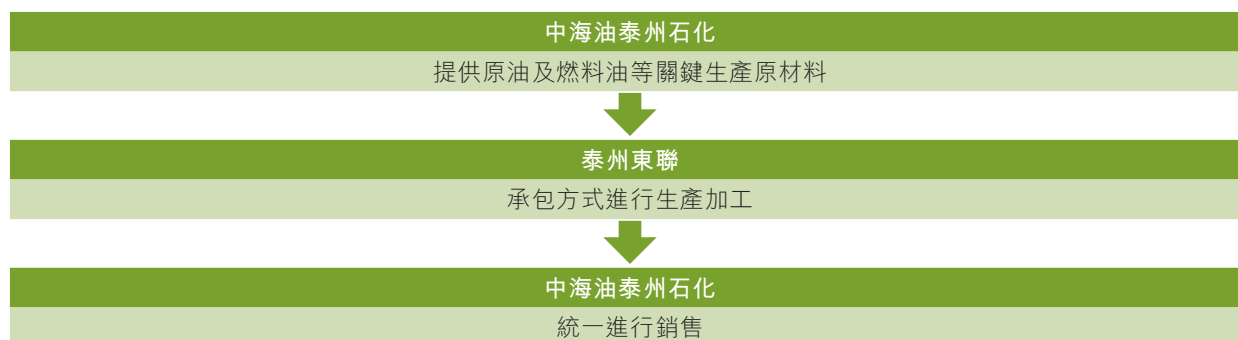 中海油泰州石化
提供原油及燃料油等關鍵生產原材料
泰州東聯
承包方式進行生產加工
中海油泰州石化
統一進行銷售